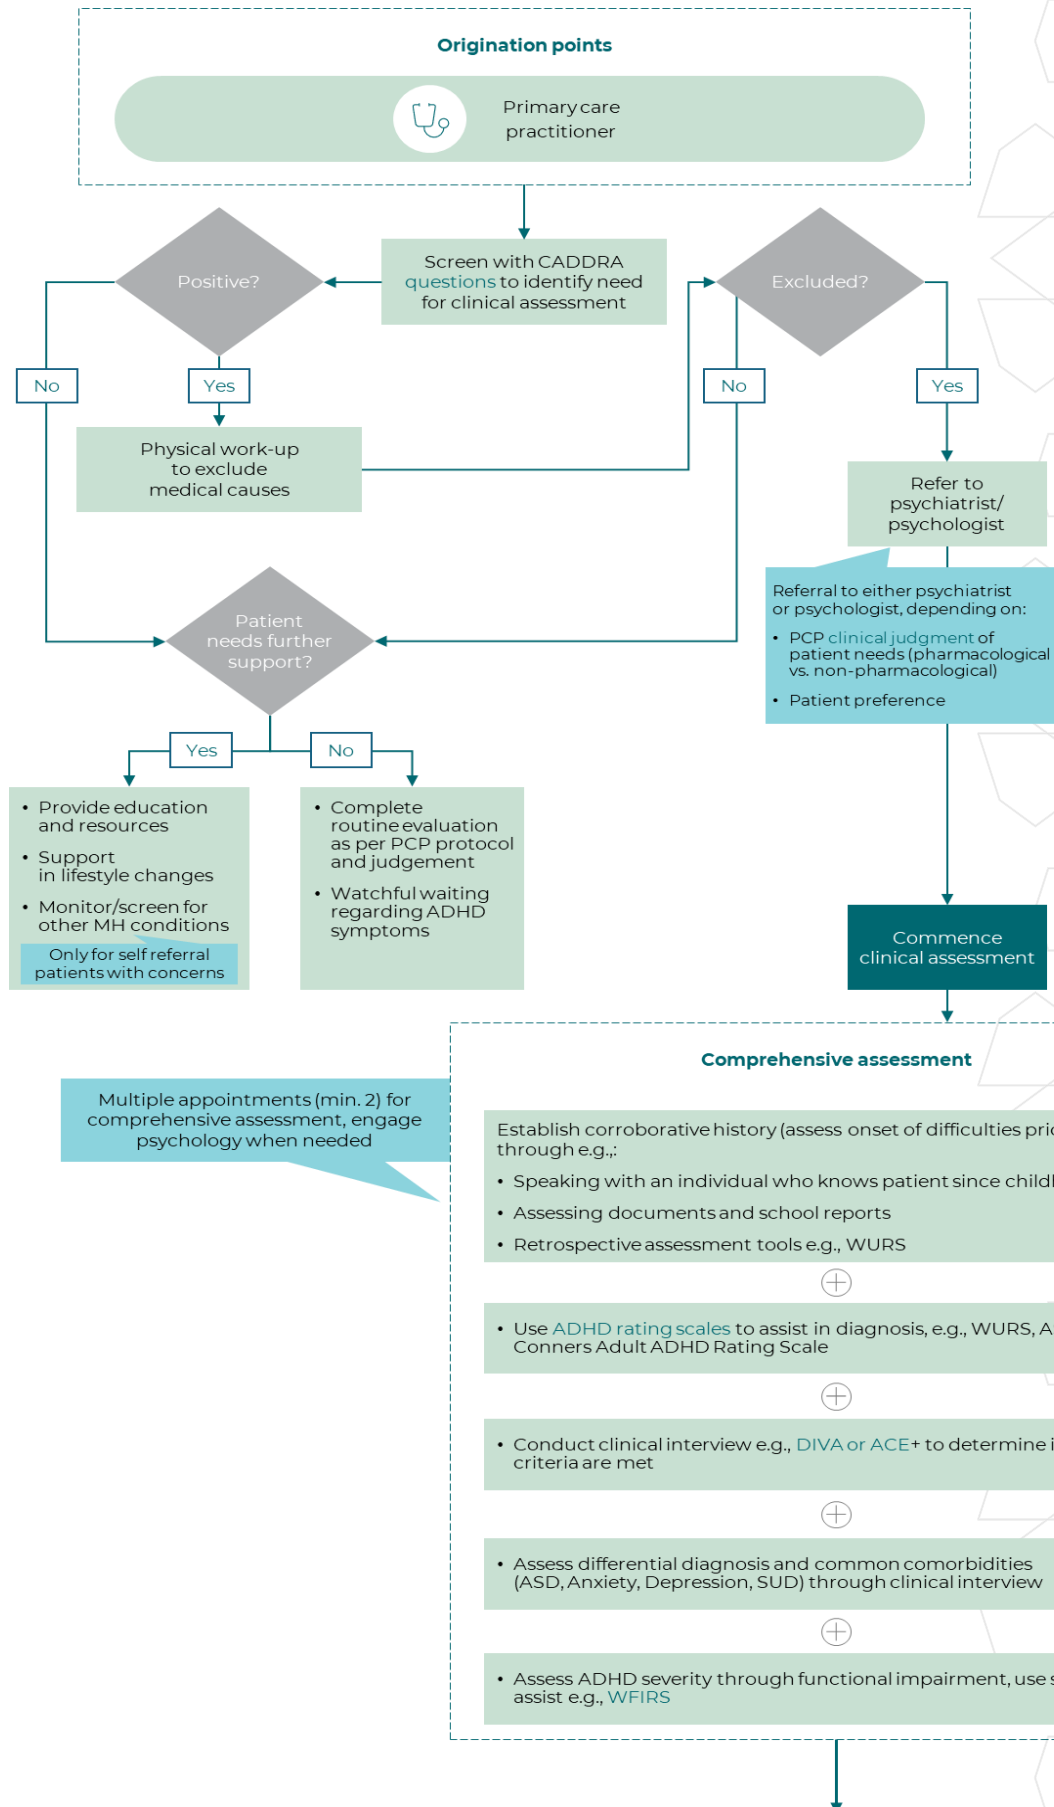 Origination points
Primary care
practitioner
Screen with CADDRA
questions to identify need
for clinical assessment
Positive?
Excluded?
No
Yes
No
Yes
Physical work-up
to exclude
medical causes
Refer to
psychiatrist/
psychologist
Referral to either psychiatrist
or psychologist, depending on:
• PCP clinical judgment of
patient needs (pharmacological
vs. non-pharmacological)
• Patient preference
Patient
needs further
support?
Yes
No
• Provide education
and resources
• Support
in lifestyle changes
• Monitor/screen for
other MH conditions
Only for self referral
patients with concerns
• Complete
routine evaluation
as per PCP protocol
and judgement
• Watchful waiting
regarding ADHD
symptoms
Commence
clinical assessment
Comprehensive assessment
Multiple appointments (min. 2) for
comprehensive assessment, engage
psychology when needed
Establish corroborative history (assess onset of difficulties
through e.g.,:
• Speaking with an individual who knows patient since
• Assessing documents and school reports
• Retrospective assessment tools e.g., WURS
• Use ADHD rating scales to assist in diagnosis, e.g., WURS,
Conners Adult ADHD Rating Scale
• Conduct clinical interview e.g., DIVA or ACE+ to determine
criteria are met
• Assess differential diagnosis and common comorbidities
(ASD, Anxiety, Depression, SUD) through clinical interview
• Assess ADHD severity through functional impairment, use
assist e.g., WFIRS